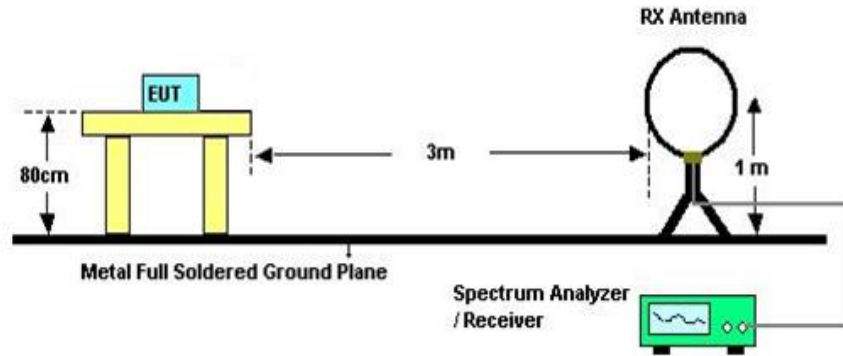 RX Antenna
EUT
80cm
3m
1 m
Metal Full Soldered Ground Plane
Spectrum Analyzer
/ Receiver